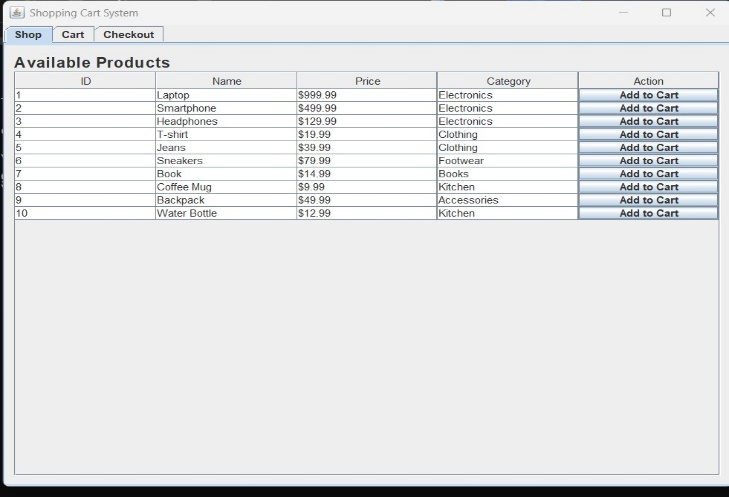 Shopping Cart System
Shop Cart Checkout
Available Products
ID Name Price Category Action
1 Laptop $999.99 Electronics Add to Cart
2 Smartphone $499.99 Electronics Add to Cart
3 Headphones $129.99 Electronics Add to Cart
4 T-shirt $19.99 Clothing Add to Cart
5 Jeans $39.99 Clothing Add to Cart
6 Sneakers $79.99 Footwear Add to Cart
7 Book $14.99 Books Add to Cart
8 Coffee Mug $9.99 Kitchen Add to Cart
9 Backpack $49.99 Accessories Add to Cart
10 Water Bottle $12.99 Kitchen Add to Cart